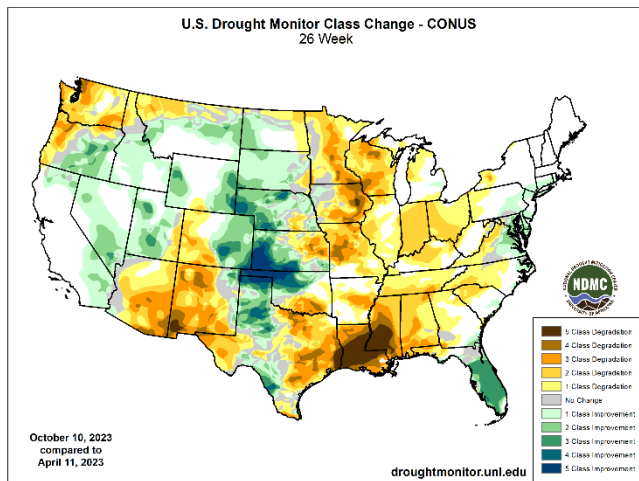 U.S. Drought Monitor Class Change - CONUS
26 Week
NDMC
5 Class Degradation
4 Class Degradation
3 Class Degradation
2 Class Degradation
1 Class Degradation
No Change
1 Class Improvement
2 Class Improvement
3 Class Improvement
4 Class Improvement
5 Class Improvement
October 10, 2023
compared to
April 11, 2023
droughtmonitor.unl.edu